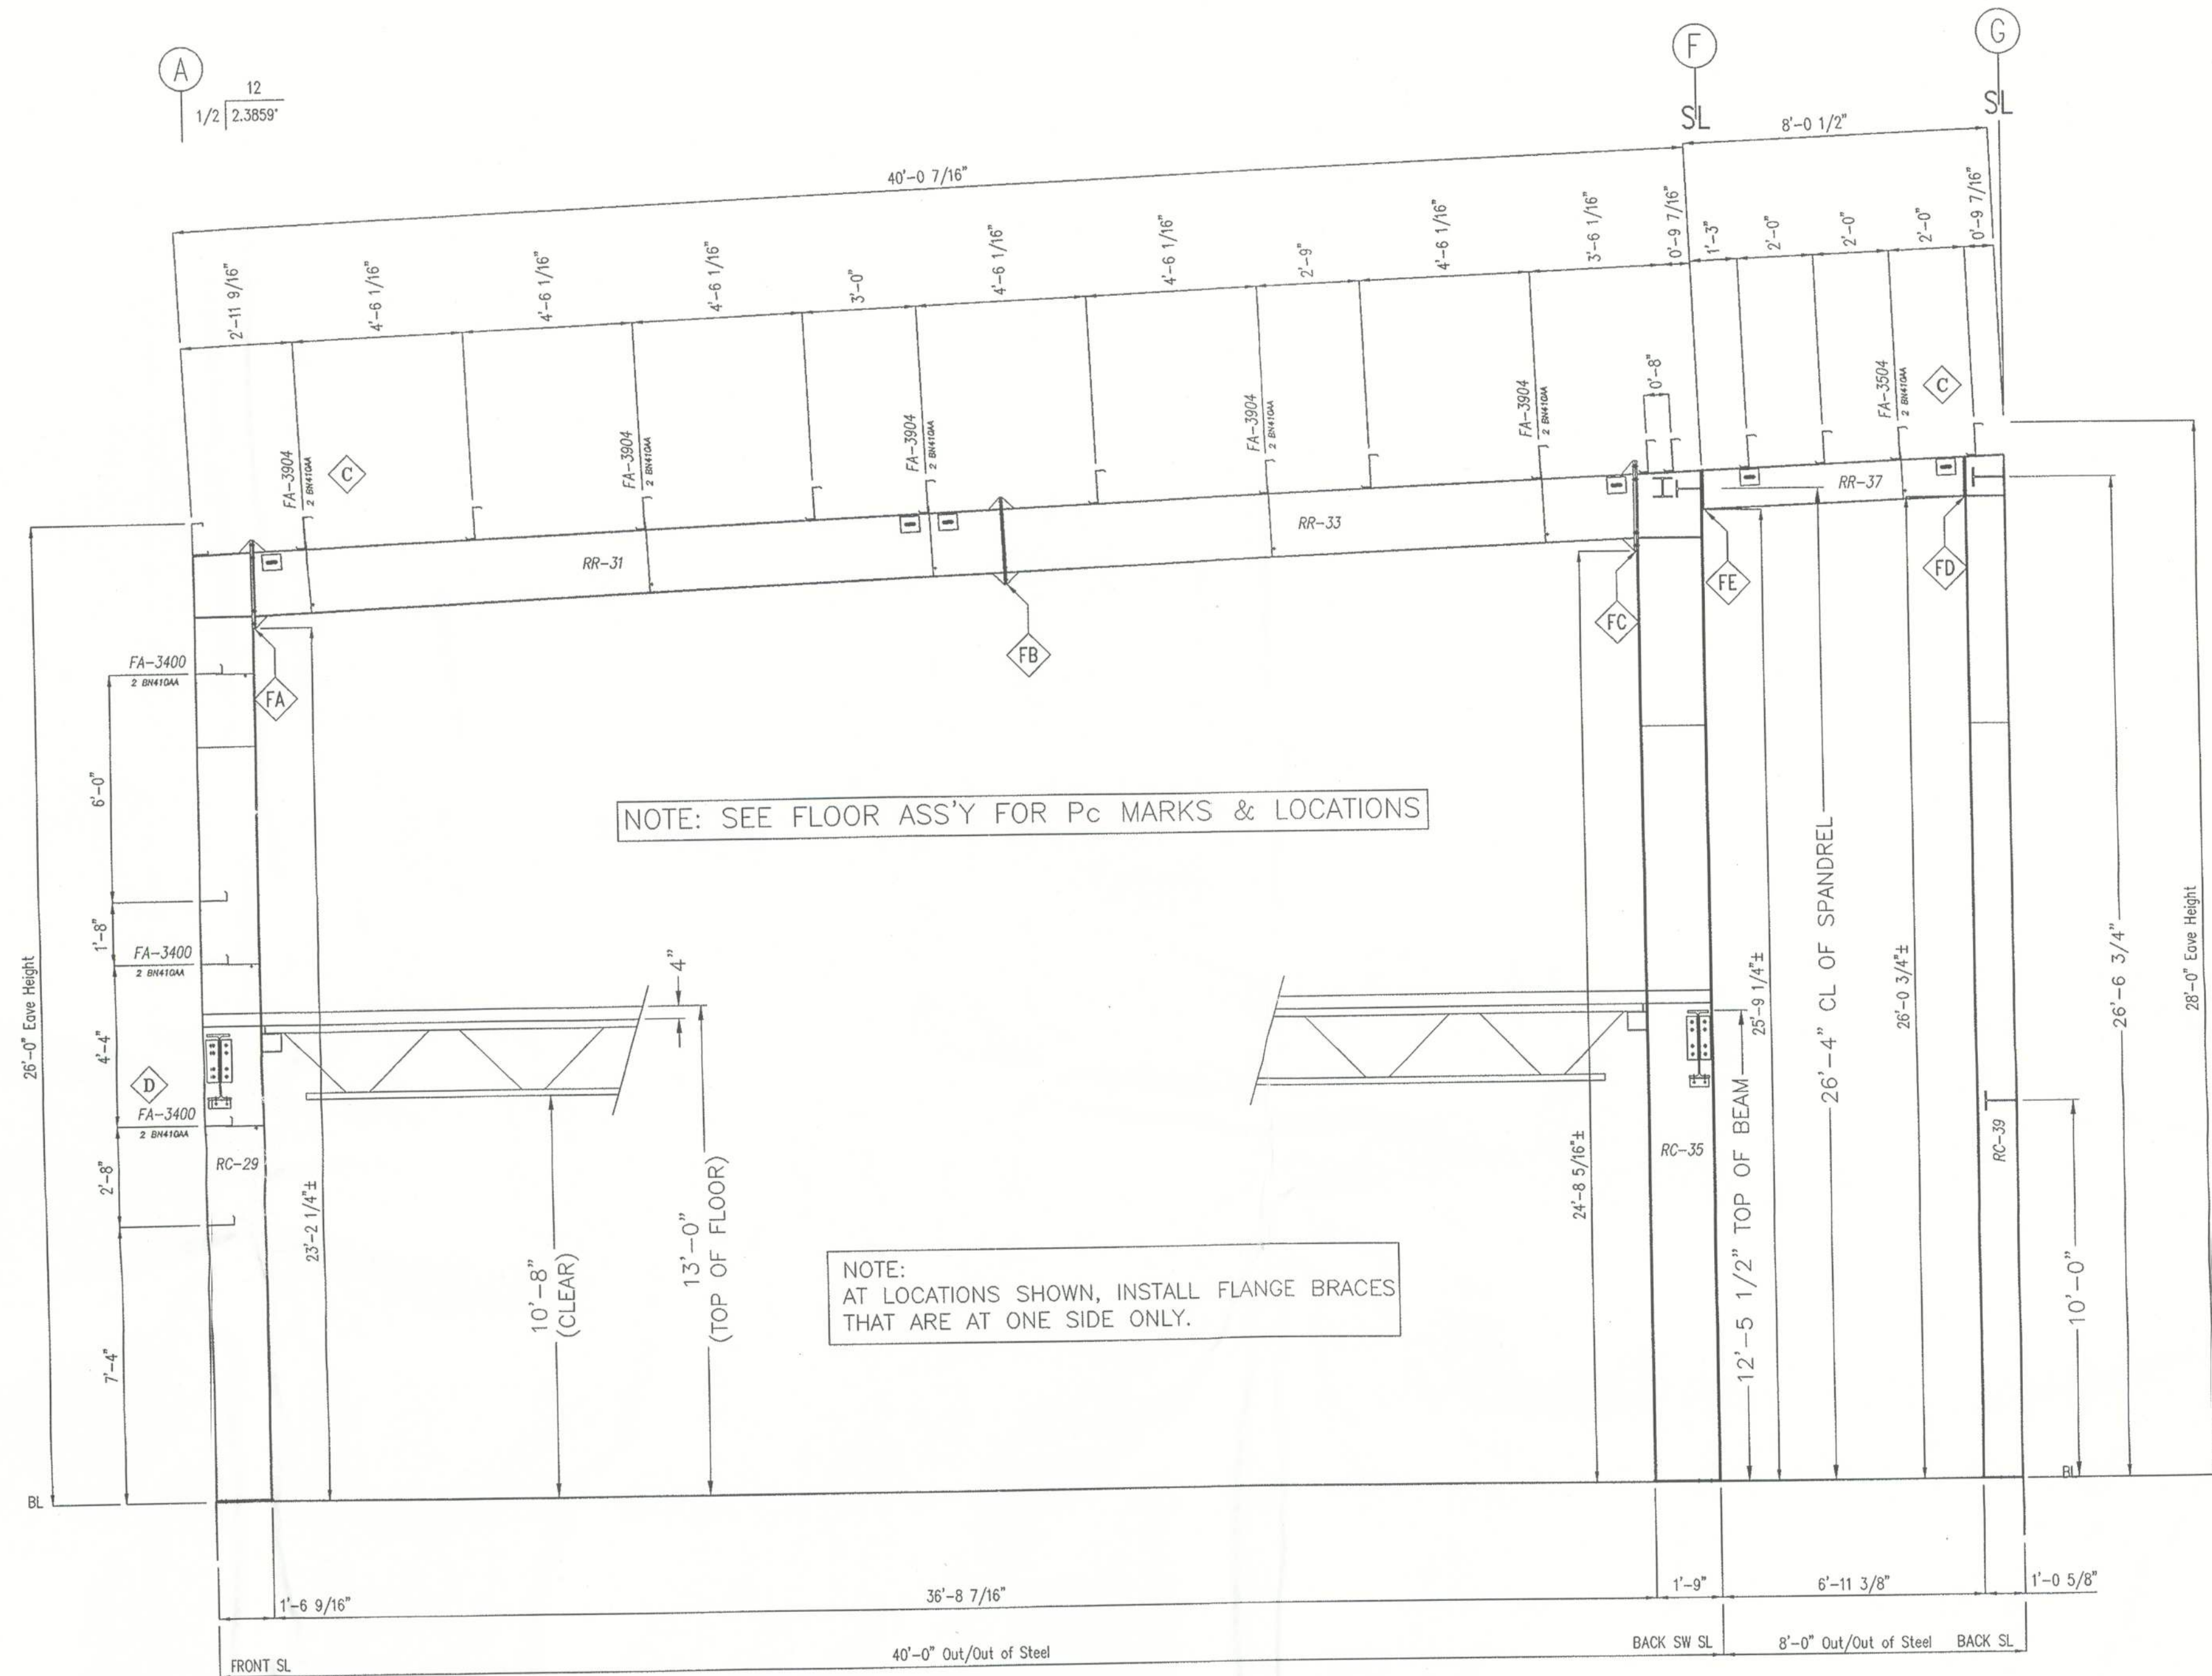 A
F
G
12
1/2 2.3859°
SL
SL
8'-0 1/2"
40'-0 7/16"
2'-11 9/16"
4'-6 1/16"
4'-6 1/16"
4'-6 1/16"
3'-0"
4'-6 1/16"
4'-6 1/16"
2'-9"
4'-6 1/16"
3'-6 1/16"
0'-9 7/16"
1'-3"
2'-0"
2'-0"
2'-0"
0'-9 7/16"
0'-8"
FA-3904
2 BN410AA
C
FA-3904
2 BN410AA
FA-3904
2 BN410AA
FA-3904
2 BN410AA
FA-3904
2 BN410AA
FA-3504
2 BN410AA
C
RR-31
RR-33
RR-37
FA
FB
FC
FE
FD
FA-3400
2 BN410AA
6'-0"
1'-8"
FA-3400
2 BN410AA
4'-4"
D
FA-3400
2 BN410AA
2'-8"
7'-4"
26'-0" Eave Height
BL
RC-29
23'-2 1/4"±
NOTE: SEE FLOOR ASS'Y FOR Pc MARKS & LOCATIONS
4"
10'-8"
(CLEAR)
13'-0"
(TOP OF FLOOR)
NOTE:
AT LOCATIONS SHOWN, INSTALL FLANGE BRACES
THAT ARE AT ONE SIDE ONLY.
24'-8 5/16"±
RC-35
12'-5 1/2" TOP OF BEAM
25'-9 1/4"±
26'-4" CL OF SPANDREL
26'-0 3/4"±
RC-39
10'-0"
26'-6 3/4"
28'-0" Eave Height
BL
1'-6 9/16"
36'-8 7/16"
1'-9"
6'-11 3/8"
1'-0 5/8"
FRONT SL
40'-0" Out/Out of Steel
BACK SW SL
8'-0" Out/Out of Steel
BACK SL